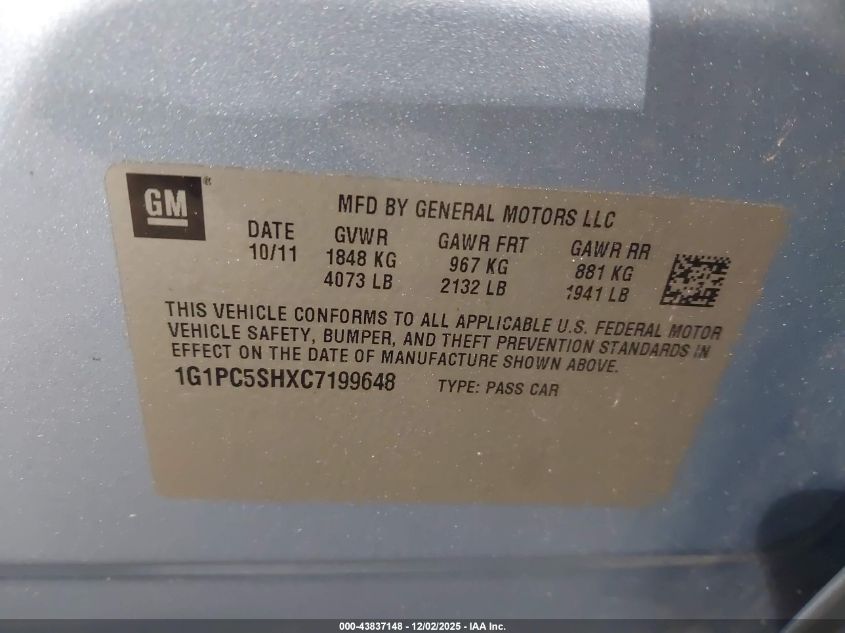 GM®
MFD BY GENERAL MOTORS LLC
DATE GVWR GAWR FRT GAWR RR
10/11 1848 KG 967 KG 881 KG
4073 LB 2132 LB 1941 LB
THIS VEHICLE CONFORMS TO ALL APPLICABLE U.S. FEDERAL MOTOR
VEHICLE SAFETY, BUMPER, AND THEFT PREVENTION STANDARDS IN
EFFECT ON THE DATE OF MANUFACTURE SHOWN ABOVE.
1G1PC5SHXC7199648 TYPE: PASS CAR
000-43837148 - 12/02/2025 - IAA Inc.